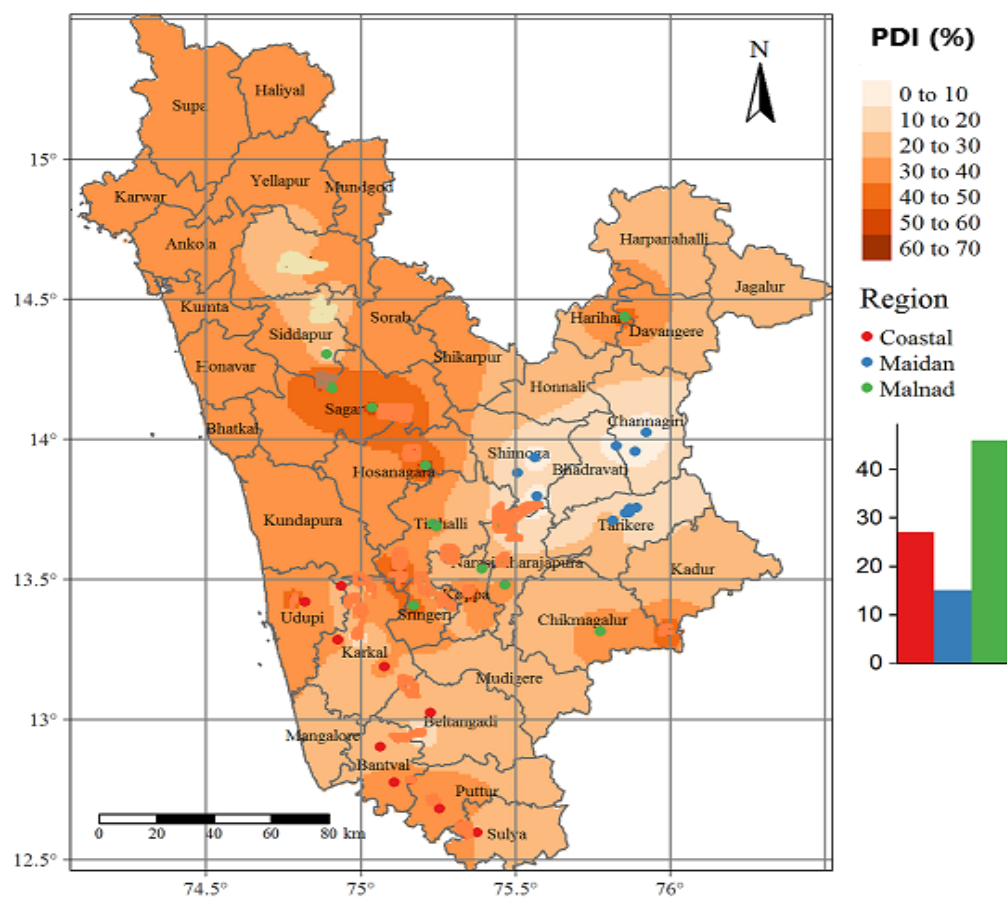 PDI (%)
N
0 to 10
10 to 20
20 to 30
30 to 40
40 to 50
50 to 60
60 to 70
Region
Coastal
Maidan
Malnad
40
30
20
10
0
15°
14.5°
14°
13.5°
13°
12.5°
74.5°
75°
75.5°
76°
Supa
Haliyal
Yellapur
Mundgod
Karwar
Ankola
Harpanahalli
Jagalur
Kumta
Siddapur
Sorab
Harihar
Davangere
Honavar
Shikarpur
Honnali
Bhatkal
Sagar
Channagiri
Shimoga
Bhadravati
Hosanagara
Kundapura
Tarikere
Kadur
Udupi
Sringeri
Chikmagalur
Karkal
Mudigere
Beltangadi
Mangalore
Bantval
Puttur
Sulya
0 20 40 60 80 km